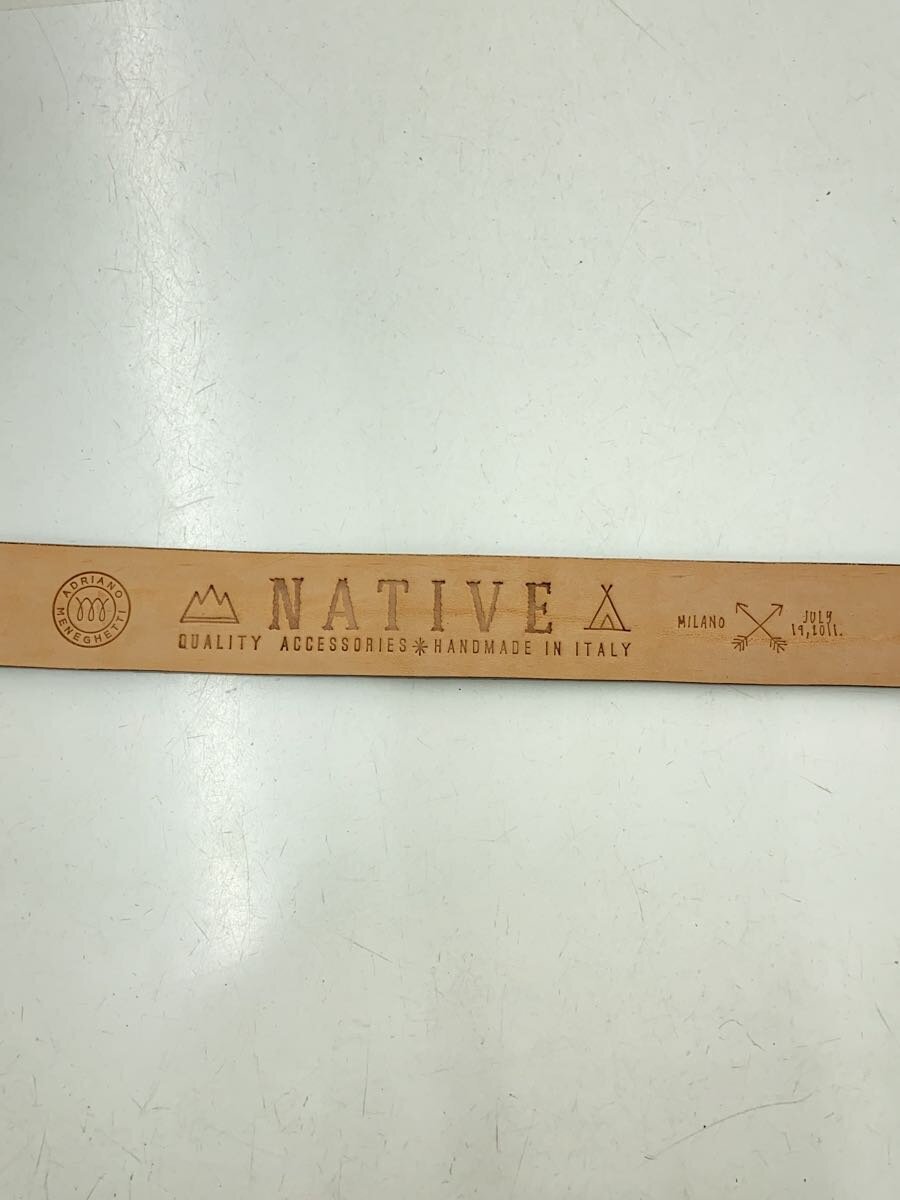 ADRIANO
MENEGHETTI
NATIVE
QUALITY ACCESSORIES*HANDMADE IN ITALY
MILANO
JULY
19,2011.